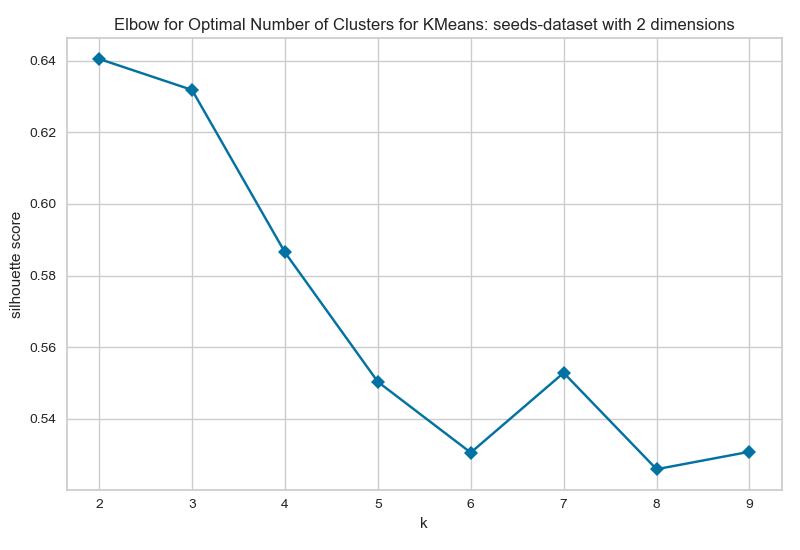 Elbow for Optimal Number of Clusters for KMeans: seeds-dataset with 2 dimensions
0.64
0.62
0.60
0.58
0.56
0.54
silhouette score
2 3 4 5 6 7 8 9
k